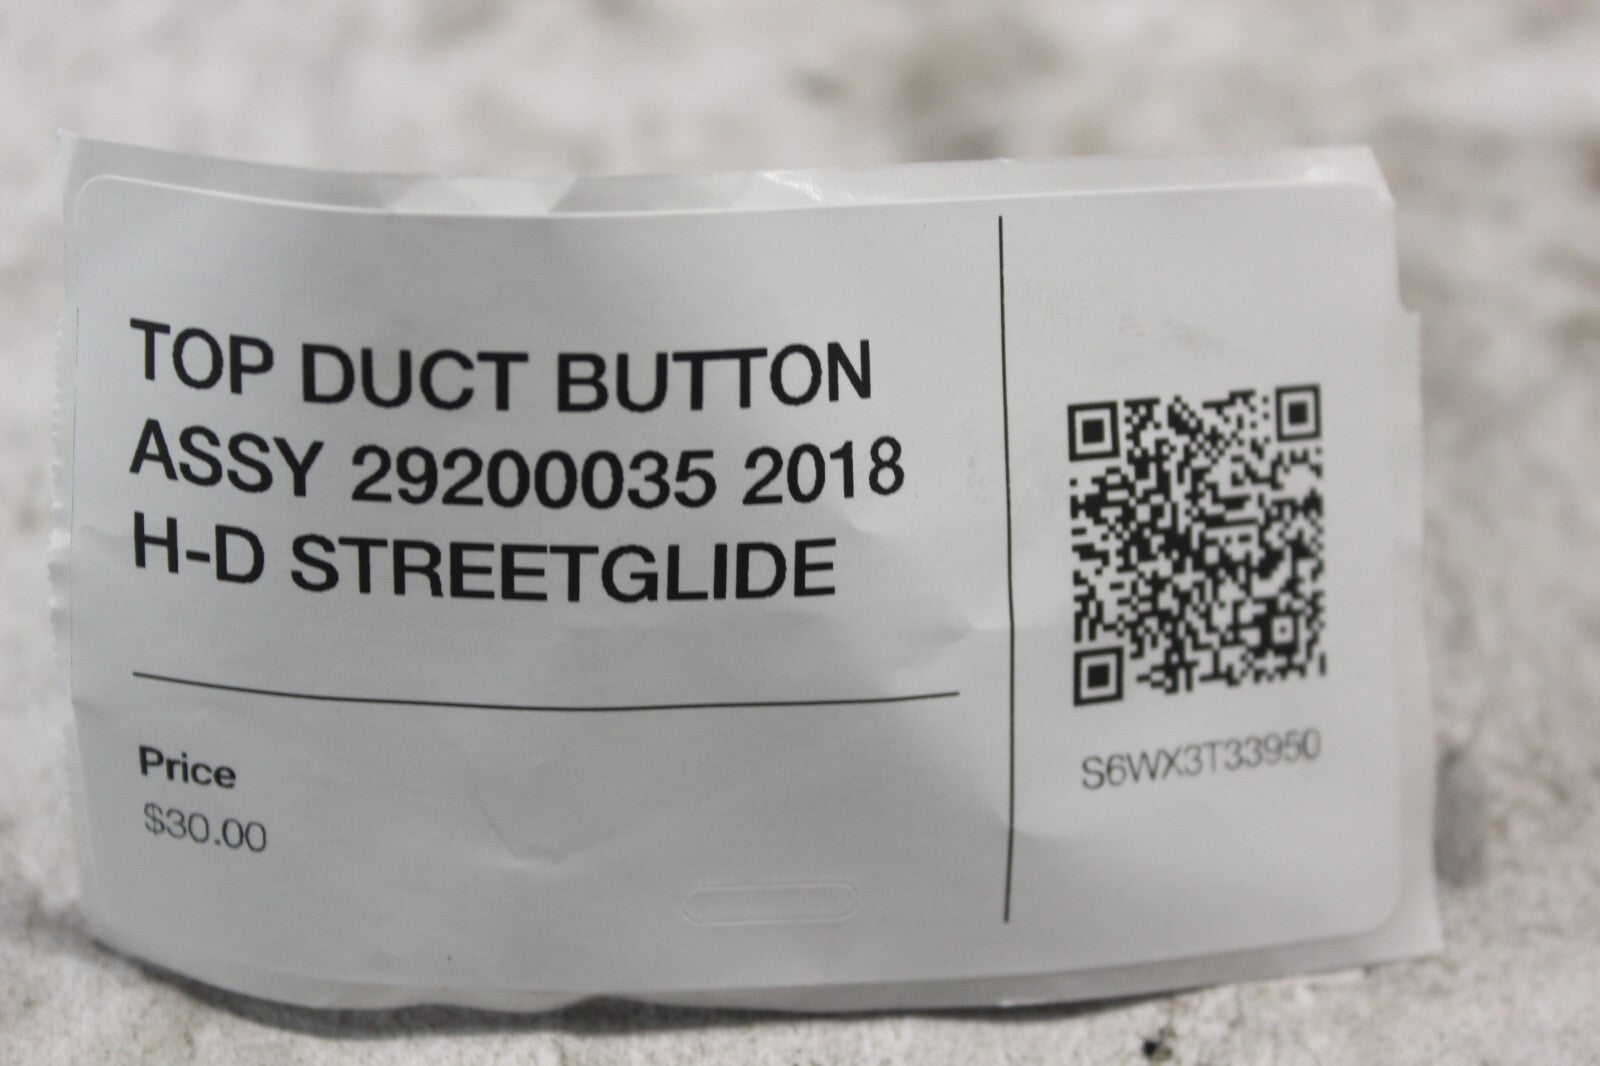 TOP DUCT BUTTON
ASSY 29200035 2018
H-D STREETGLIDE
Price
$30.00
S6WX3T33950